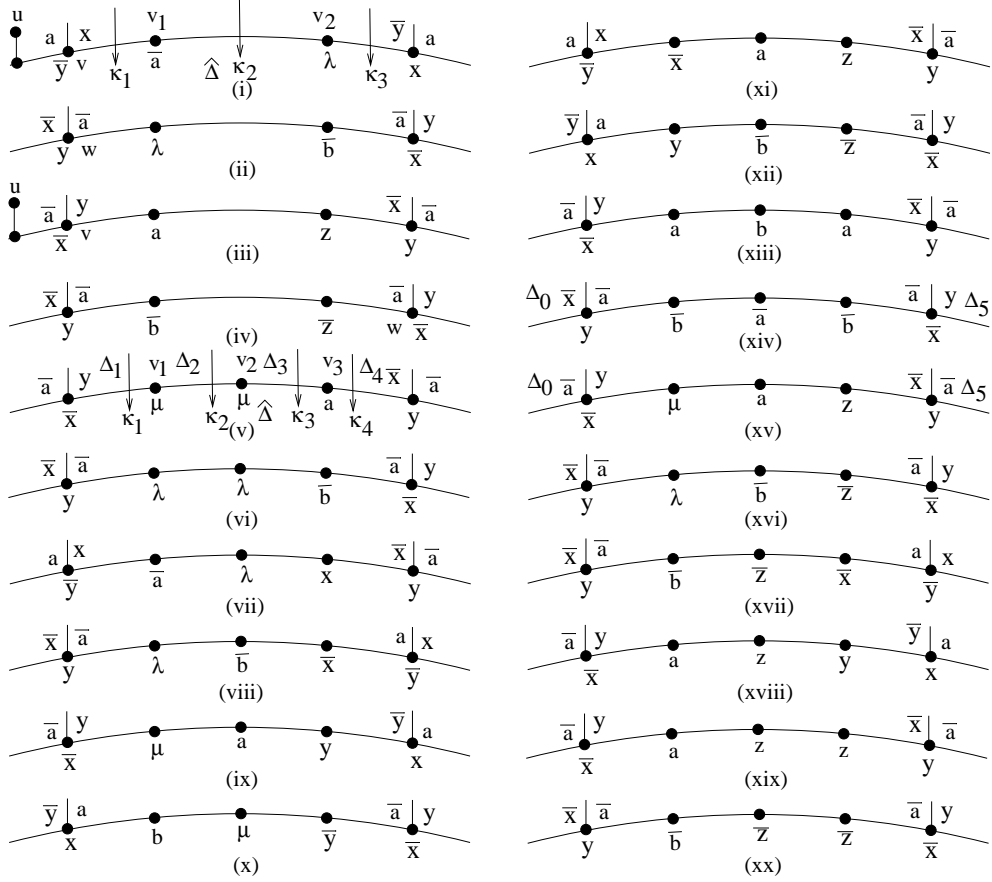 u
a x v₁ v₂ ȳ a
ȳ v κ₁ ā Δ̂ κ₂ λ κ₃ x
(i)
x̄ ā ā y
y w λ b̄ x̄
(ii)
u
ā y x̄ ā
x̄ v a z y
(iii)
x̄ ā ā y
y b̄ z̄ w x̄
(iv)
ā y Δ₁ v₁ Δ₂ v₂ Δ₃ v₃ Δ₄ x̄ ā
x̄ κ₁ μ κ₂ μ Δ̂ κ₃ a κ₄ y
(v)
x̄ ā ā y
y λ λ b̄ x̄
(vi)
a x x̄ ā
ȳ ā λ x y
(vii)
x̄ ā a x
y λ b̄ x̄ ȳ
(viii)
ā y ȳ a
x̄ μ a y x
(ix)
ȳ a ā y
x b μ ȳ x̄
(x)
a x x̄ ā
ȳ x̄ a z y
(xi)
ȳ a ā y
x y b̄ z̄ x̄
(xii)
ā y x̄ ā
x̄ a b a y
(xiii)
Δ₀ x̄ ā ā y Δ₅
y b̄ ā b̄ x̄
(xiv)
Δ₀ ā y x̄ ā Δ₅
x̄ μ a z y
(xv)
x̄ ā ā y
y λ b̄ z̄ x̄
(xvi)
x̄ ā a x
y b̄ z̄ x̄ ȳ
(xvii)
ā y ȳ a
x̄ a z y x
(xviii)
ā y x̄ ā
x̄ a z z y
(xix)
x̄ ā ā y
y b̄ z̄ z̄ x̄
(xx)